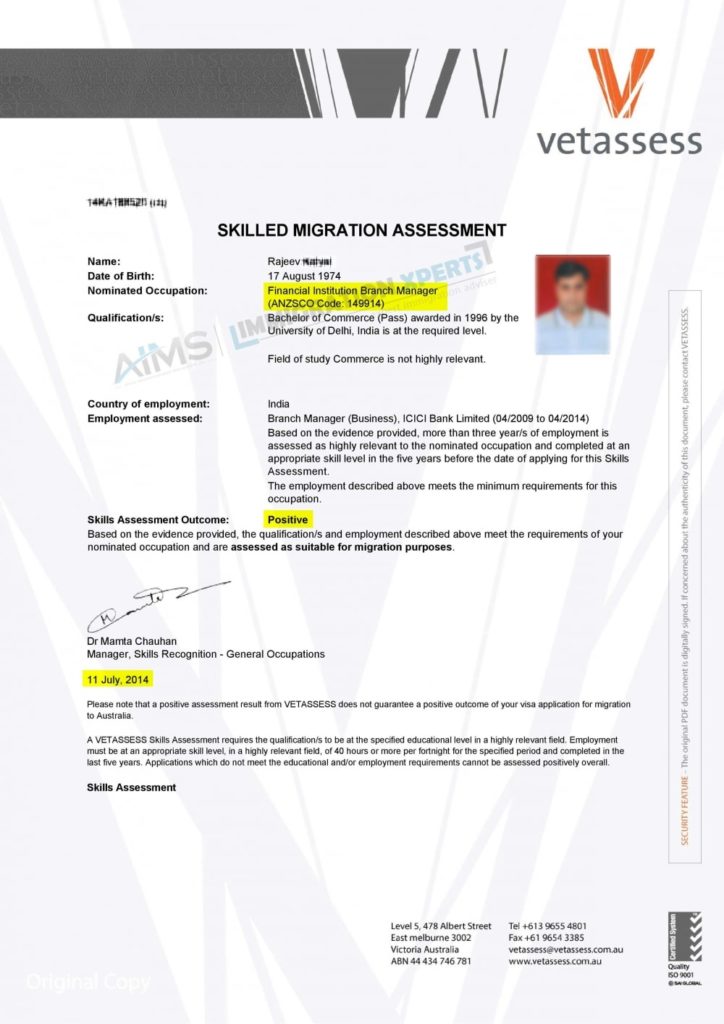 vetassess
SKILLED MIGRATION ASSESSMENT
Name: Rajeev
Date of Birth: 17 August 1974
Nominated Occupation: Financial Institution Branch Manager
(ANZSCO Code: 149914)
Qualification/s: Bachelor of Commerce (Pass) awarded in 1996 by the
University of Delhi, India is at the required level.
AIMS IMMIGRATION XPERTS
Field of study Commerce is not highly relevant.
Country of employment: India
Employment assessed: Branch Manager (Business), ICICI Bank Limited (04/2009 to 04/2014)
Based on the evidence provided, more than three year/s of employment is
assessed as highly relevant to the nominated occupation and completed at an
appropriate skill level in the five years before the date of applying for this Skills
Assessment.
The employment described above meets the minimum requirements for this
occupation.
Skills Assessment Outcome: Positive
Based on the evidence provided, the qualification/s and employment described above meet the requirements of your
nominated occupation and are assessed as suitable for migration purposes.
Dr Mamta Chauhan
Manager, Skills Recognition - General Occupations
11 July, 2014
Please note that a positive assessment result from VETASSESS does not guarantee a positive outcome of your visa application for migration
to Australia.
A VETASSESS Skills Assessment requires the qualification/s to be at the specified educational level in a highly relevant field. Employment
must be at an appropriate skill level, in a highly relevant field, of 40 hours or more per fortnight for the specified period and completed in the
last five years. Applications which do not meet the educational and/or employment requirements cannot be assessed positively overall.
Skills Assessment
SECURITY FEATURE - The original PDF document is digitally signed. If concerned about the authenticity of this document, please contact VETASSESS.
Level 5, 478 Albert Street
East melburne 3002
Victoria Australia
ABN 44 434 746 781
Tel +613 9655 4801
Fax +61 9654 3385
vetassess@vetassess.com.au
www.vetassess.com.au
Certified System
Quality
ISO 9001
SAI GLOBAL
Original Copy